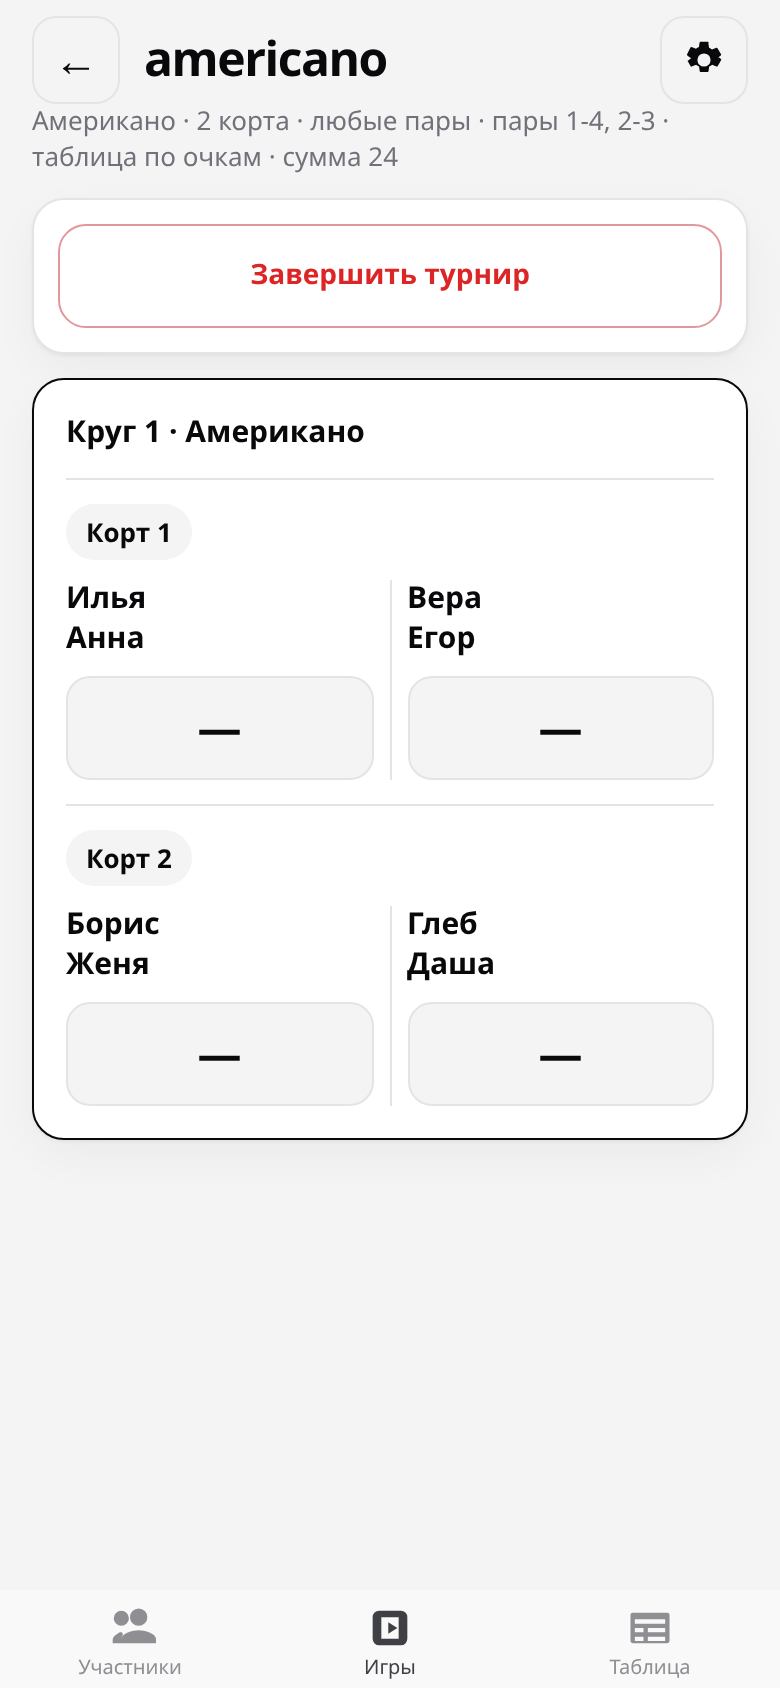 ←
americano
Американо · 2 корта · любые пары · пары 1-4, 2-3 ·
таблица по очкам · сумма 24
Завершить турнир
Круг 1 · Американо
Корт 1
Илья
Анна
Вера
Егор
—
—
Корт 2
Борис
Женя
Глеб
Даша
—
—
Участники
Игры
Таблица